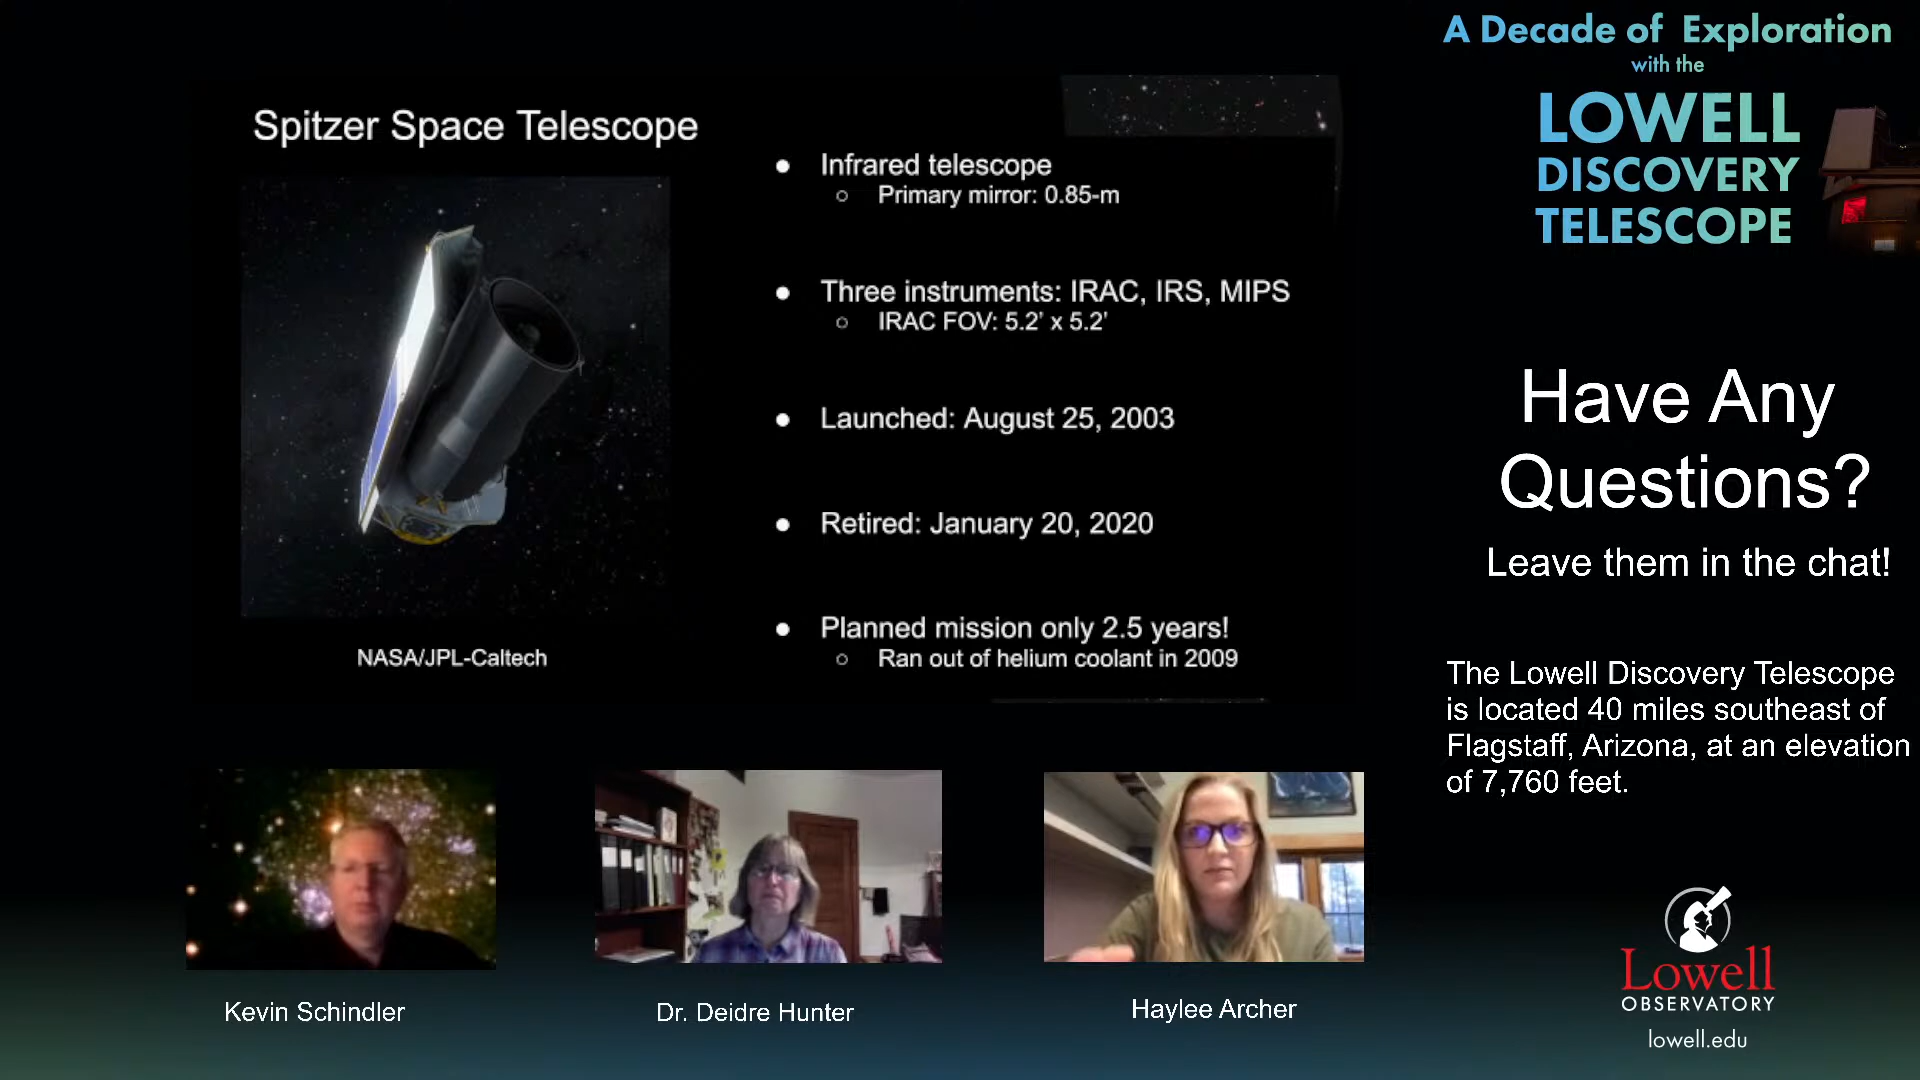 Spitzer Space Telescope
NASA/JPL-Caltech
● Infrared telescope
○ Primary mirror: 0.85-m
● Three instruments: IRAC, IRS, MIPS
○ IRAC FOV: 5.2’ x 5.2’
● Launched: August 25, 2003
● Retired: January 20, 2020
● Planned mission only 2.5 years!
○ Ran out of helium coolant in 2009
A Decade of Exploration
with the
LOWELL
DISCOVERY
TELESCOPE
Have Any
Questions?
Leave them in the chat!
The Lowell Discovery Telescope
is located 40 miles southeast of
Flagstaff, Arizona, at an elevation
of 7,760 feet.
Kevin Schindler
Dr. Deidre Hunter
Haylee Archer
Lowell
OBSERVATORY
lowell.edu